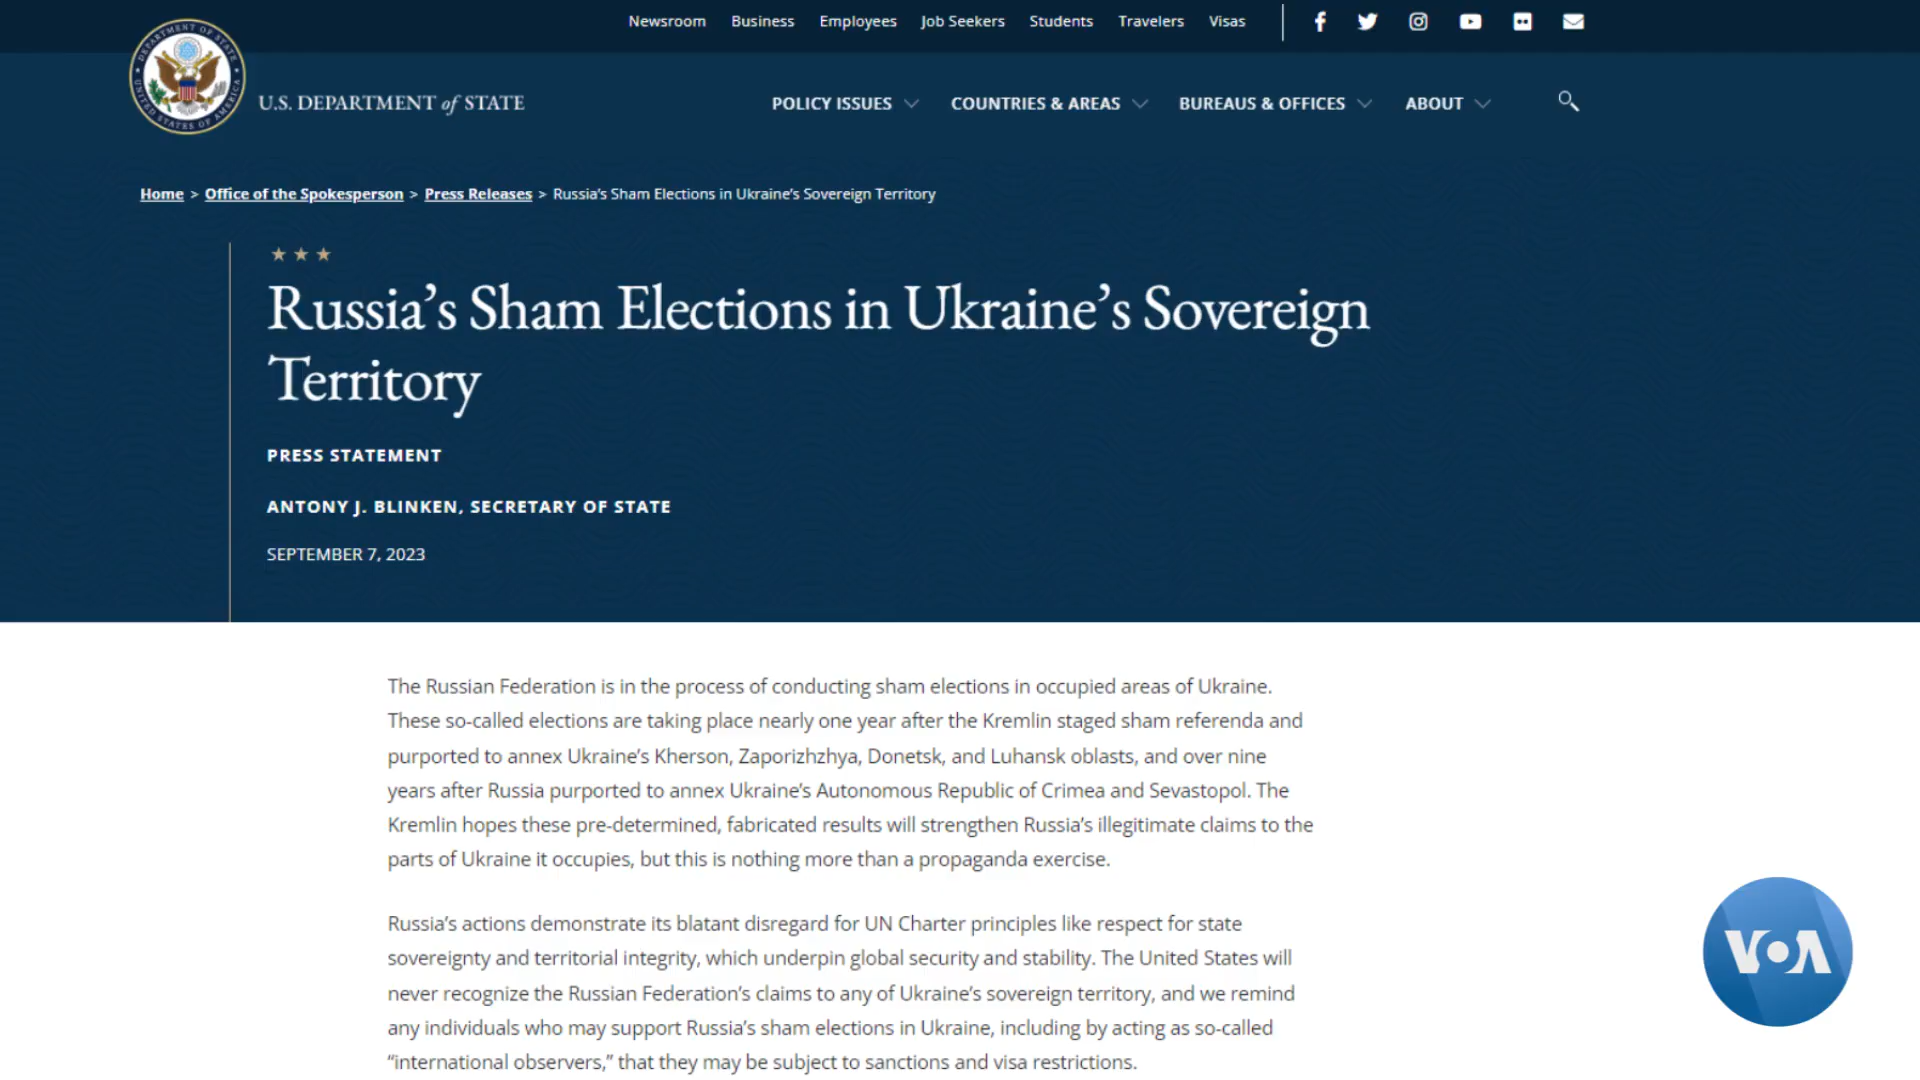 Newsroom Business Employees Job Seekers Students Travelers Visas
DEPARTMENT OF STATE UNITED STATES OF AMERICA
U.S. DEPARTMENT of STATE
POLICY ISSUES COUNTRIES & AREAS BUREAUS & OFFICES ABOUT
Home > Office of the Spokesperson > Press Releases > Russia's Sham Elections in Ukraine's Sovereign Territory
Russia's Sham Elections in Ukraine's Sovereign
Territory
PRESS STATEMENT
ANTONY J. BLINKEN, SECRETARY OF STATE
SEPTEMBER 7, 2023
The Russian Federation is in the process of conducting sham elections in occupied areas of Ukraine.
These so-called elections are taking place nearly one year after the Kremlin staged sham referenda and
purported to annex Ukraine's Kherson, Zaporizhzhya, Donetsk, and Luhansk oblasts, and over nine
years after Russia purported to annex Ukraine's Autonomous Republic of Crimea and Sevastopol. The
Kremlin hopes these pre-determined, fabricated results will strengthen Russia's illegitimate claims to the
parts of Ukraine it occupies, but this is nothing more than a propaganda exercise.
Russia's actions demonstrate its blatant disregard for UN Charter principles like respect for state
sovereignty and territorial integrity, which underpin global security and stability. The United States will
never recognize the Russian Federation's claims to any of Ukraine's sovereign territory, and we remind
any individuals who may support Russia's sham elections in Ukraine, including by acting as so-called
"international observers," that they may be subject to sanctions and visa restrictions.
VOA